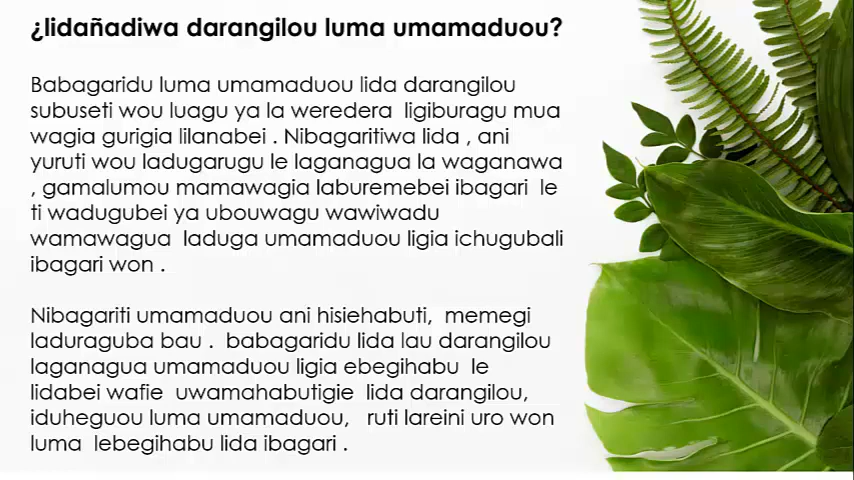 ¿lidañadiwa darangilou luma umamaduou?
Babagaridu luma umamaduou lida darangilou
subuseti wou luagu ya la weredera ligiburagu mua
wagia gurigia lilanabei . Nibagaritiwa lida , ani
yuruti wou ladugarugu le laganagua la waganawa
, gamalumou mamawagia laburemebei ibagari le
ti wadugubei ya ubouwagu wawiwadu
wamawagua laduga umamaduou ligia ichugubali
ibagari won .
Nibagariti umamaduou ani hisiehabuti, memegi
laduraguba bau . babagaridu lida lau darangilou
laganagua umamaduou ligia ebegihabu le
lidabei wafie uwamahabutigie lida darangilou,
iduheguou luma umamaduou, ruti lareini uro won
luma lebegihabu lida ibagari .